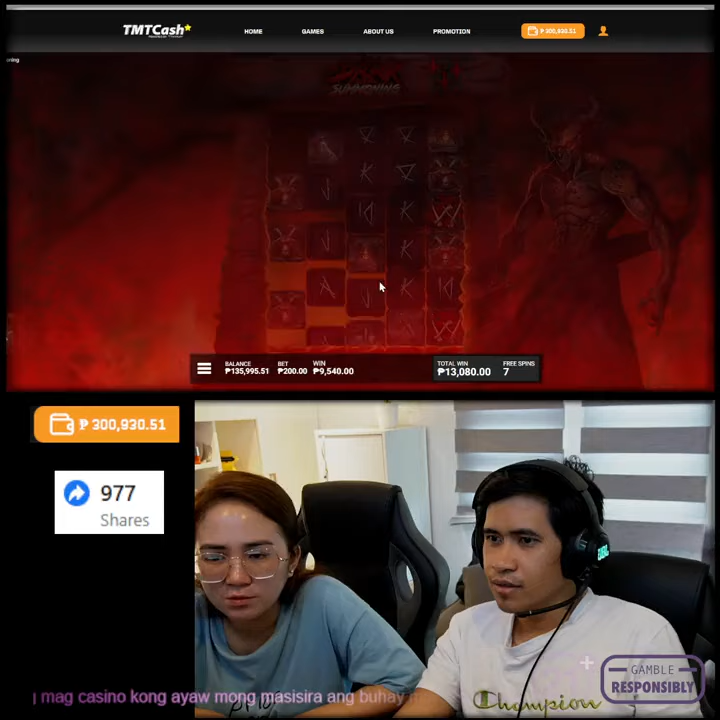 TMTCash
HOME
GAMES
ABOUT US
PROMOTION
₱ 300,930.51
oning
SUMMONING
BALANCE
₱135,995.51
BET
₱200.00
WIN
₱9,540.00
TOTAL WIN
₱13,080.00
FREE SPINS
7
₱ 300,930.51
977
Shares
mag casino kong ayaw mong masisira ang buhay
Champion
GAMBLE
RESPONSIBLY